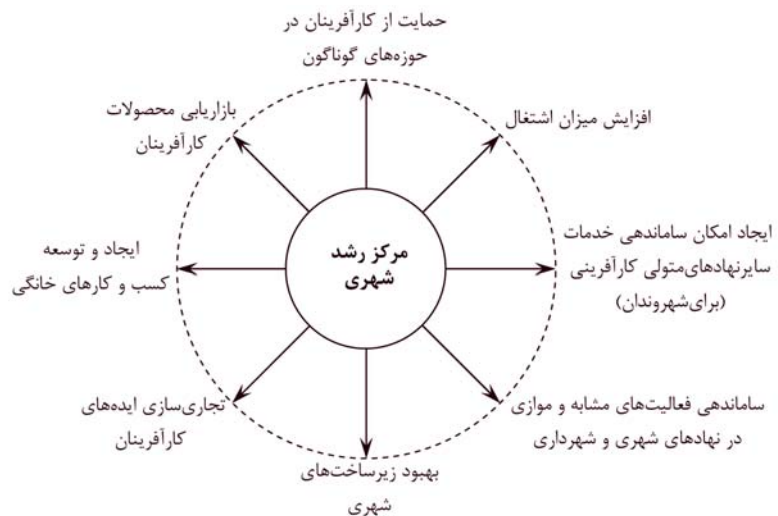 حمایت از کارآفرینان در
حوزه‌های گوناگون
افزایش میزان اشتغال
بازاریابی محصولات
کارآفرینان
ایجاد امکان ساماندهی خدمات
سایرنهادهای‌متولی کارآفرینی
(برای‌شهروندان)
مرکز رشد
شهری
ایجاد و توسعه
کسب و کارهای خانگی
ساماندهی فعالیت‌های مشابه و موازی
در نهادهای شهری و شهرداری
تجاری‌سازی ایده‌های
کارآفرینان
بهبود زیرساخت‌های
شهری